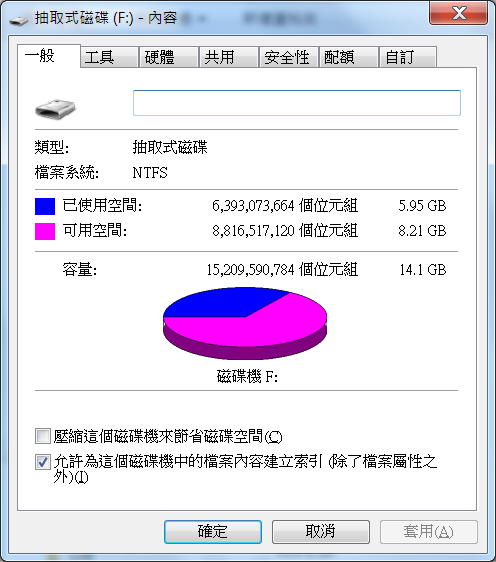 抽取式磁碟 (F:) - 內容
一般 工具 硬體 共用 安全性 配額 自訂
類型: 抽取式磁碟
檔案系統: NTFS
已使用空間: 6,393,073,664 個位元組 5.95 GB
可用空間: 8,816,517,120 個位元組 8.21 GB
容量: 15,209,590,784 個位元組 14.1 GB
磁碟機 F:
壓縮這個磁碟機來節省磁碟空間(C)
允許為這個磁碟機中的檔案內容建立索引 (除了檔案屬性之
外)(I)
確定 取消 套用(A)